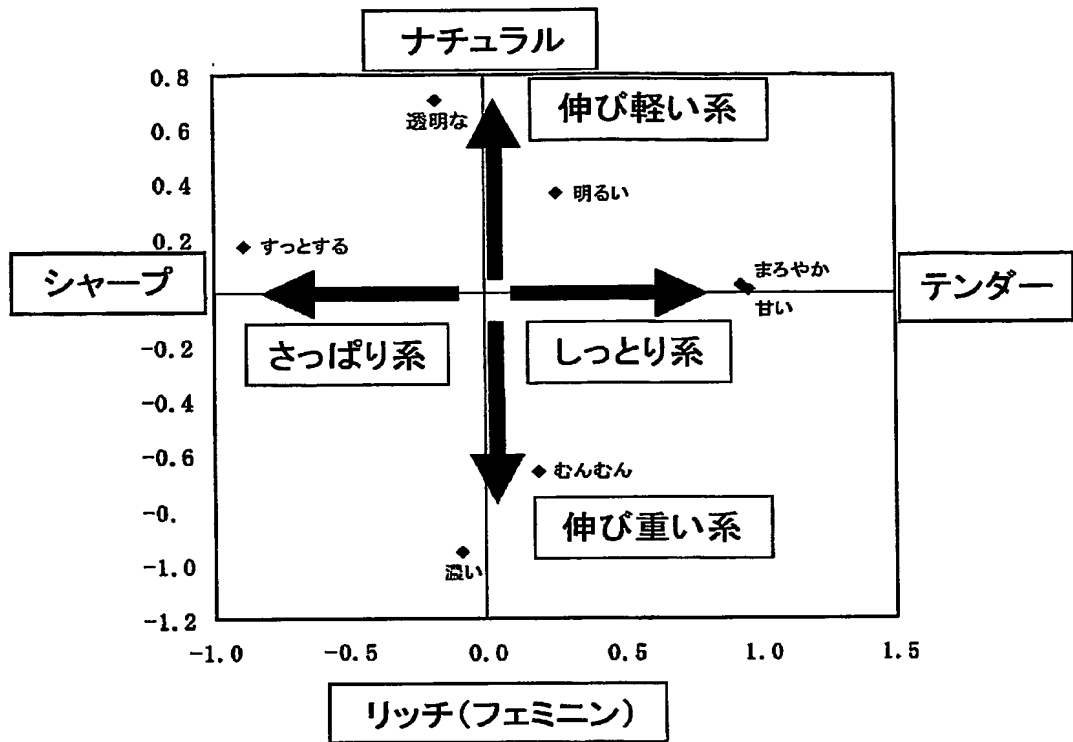 ナチュラル
0.8
伸び軽い系
透明な
0.6
0.4
明るい
0.2
すっとする
シャープ
まろやか
テンダー
甘い
-0.2
さっぱり系
しっとり系
-0.4
-0.6
むんむん
-0.
伸び重い系
-1.0
濃い
-1.2
-1.0 -0.5 0.0 0.5 1.0 1.5
リッチ(フェミニン)